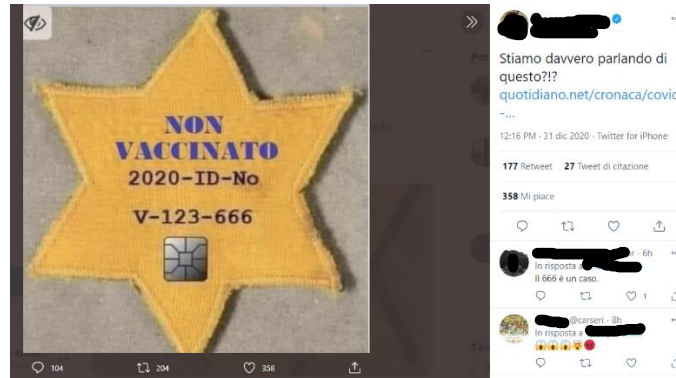 NON
VACCINATO
2020-ID-No
V-123-666
104
204
358
Stiamo davvero parlando di
questo?!?
quotidiano.net/cronaca/covid
-...
12:16 PM · 31 dic 2020 · Twitter for iPhone
177 Retweet 27 Tweet di citazione
358 Mi piace
6h
In risposta a
Il 666 è un caso.
1
@carseri · 8h
In risposta a